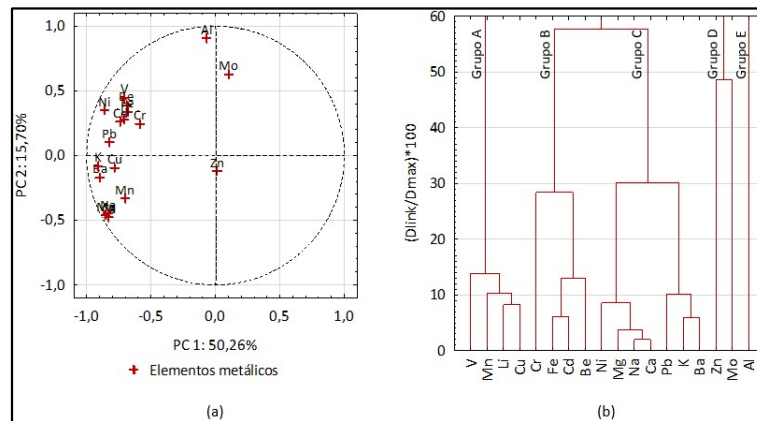 1,0
0,5
0,0
-0,5
-1,0
PC 2: 15,70%
Al
Mo
V
Ni
Cr
Pb
K
Cu
Ba
Zn
Mn
-1,0 -0,5 0,0 0,5 1,0
PC 1: 50,26%
Elementos metálicos
(a)
60
50
40
30
20
10
0
(Dlink/Dmax)*100
Grupo A
Grupo B
Grupo C
Grupo D
Grupo E
V
Mn
Li
Cu
Cr
Fe
Cd
Be
Ni
Mg
Na
Ca
Pb
K
Ba
Zn
Mo
Al
(b)